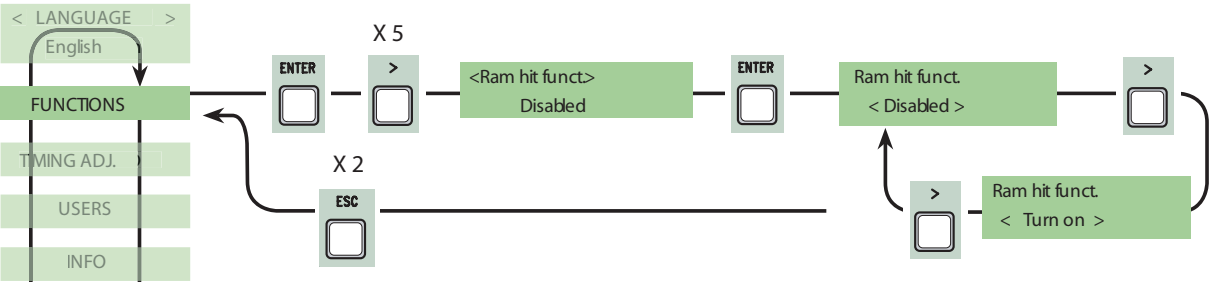 < LANGUAGE >
English
FUNCTIONS
TIMING ADJ.
USERS
INFO
ENTER
X 5
>
<Ram hit funct.>
Disabled
ENTER
Ram hit funct.
< Disabled >
>
Ram hit funct.
< Turn on >
>
X 2
ESC